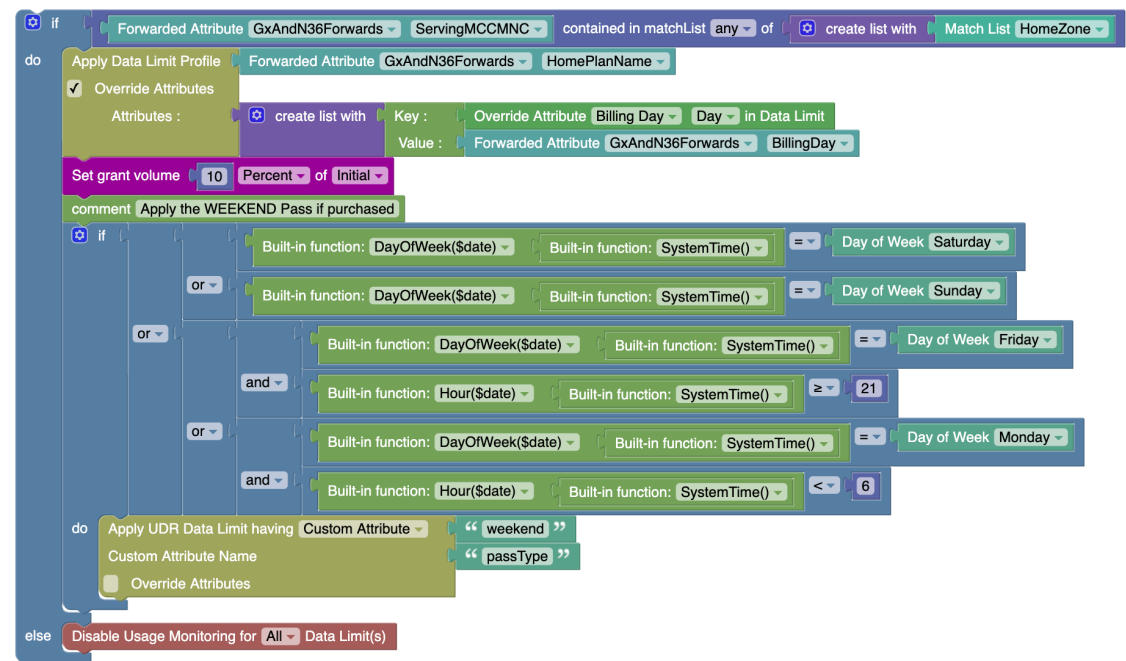 if Forwarded Attribute GxAndN36Forwards ServingMCCMNC contained in matchList any of create list with Match List HomeZone
do Apply Data Limit Profile Forwarded Attribute GxAndN36Forwards HomePlanName
Override Attributes
Attributes : create list with Key : Override Attribute Billing Day Day in Data Limit
Value : Forwarded Attribute GxAndN36Forwards BillingDay
Set grant volume 10 Percent of Initial
comment Apply the WEEKEND Pass if purchased
if Built-in function: DayOfWeek($date) Built-in function: SystemTime() = Day of Week Saturday
or
Built-in function: DayOfWeek($date) Built-in function: SystemTime() = Day of Week Sunday
or
Built-in function: DayOfWeek($date) Built-in function: SystemTime() = Day of Week Friday
and
Built-in function: Hour($date) Built-in function: SystemTime() ≥ 21
or
Built-in function: DayOfWeek($date) Built-in function: SystemTime() = Day of Week Monday
and
Built-in function: Hour($date) Built-in function: SystemTime() < 6
do Apply UDR Data Limit having Custom Attribute “ weekend ”
Custom Attribute Name “ passType ”
Override Attributes
else Disable Usage Monitoring for All Data Limit(s)